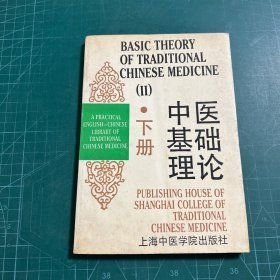 BASIC THEORY
OF TRADITIONAL
CHINESE MEDICINE
(II)
A PRACTICAL
ENGLISH-CHINESE
LIBRARY OF
TRADITIONAL
CHINESE MEDICINE
·下册
中医
基础
理论
PUBLISHING HOUSE OF
SHANGHAI COLLEGE OF
TRADITIONAL
CHINESE MEDICINE
上海中医学院出版社